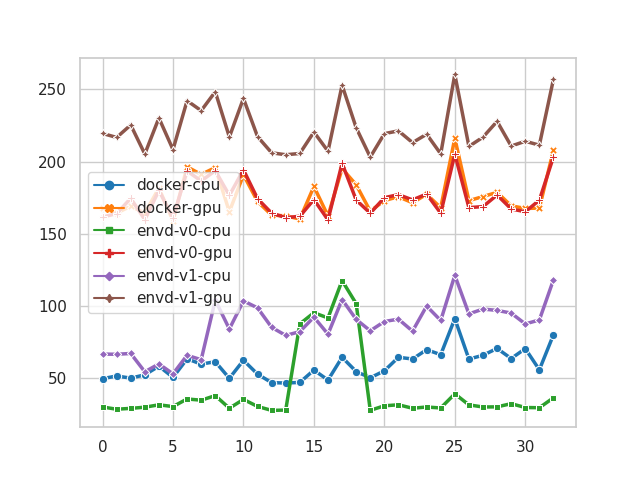 250
200
150
100
50
docker-cpu
docker-gpu
envd-v0-cpu
envd-v0-gpu
envd-v1-cpu
envd-v1-gpu
0 5 10 15 20 25 30